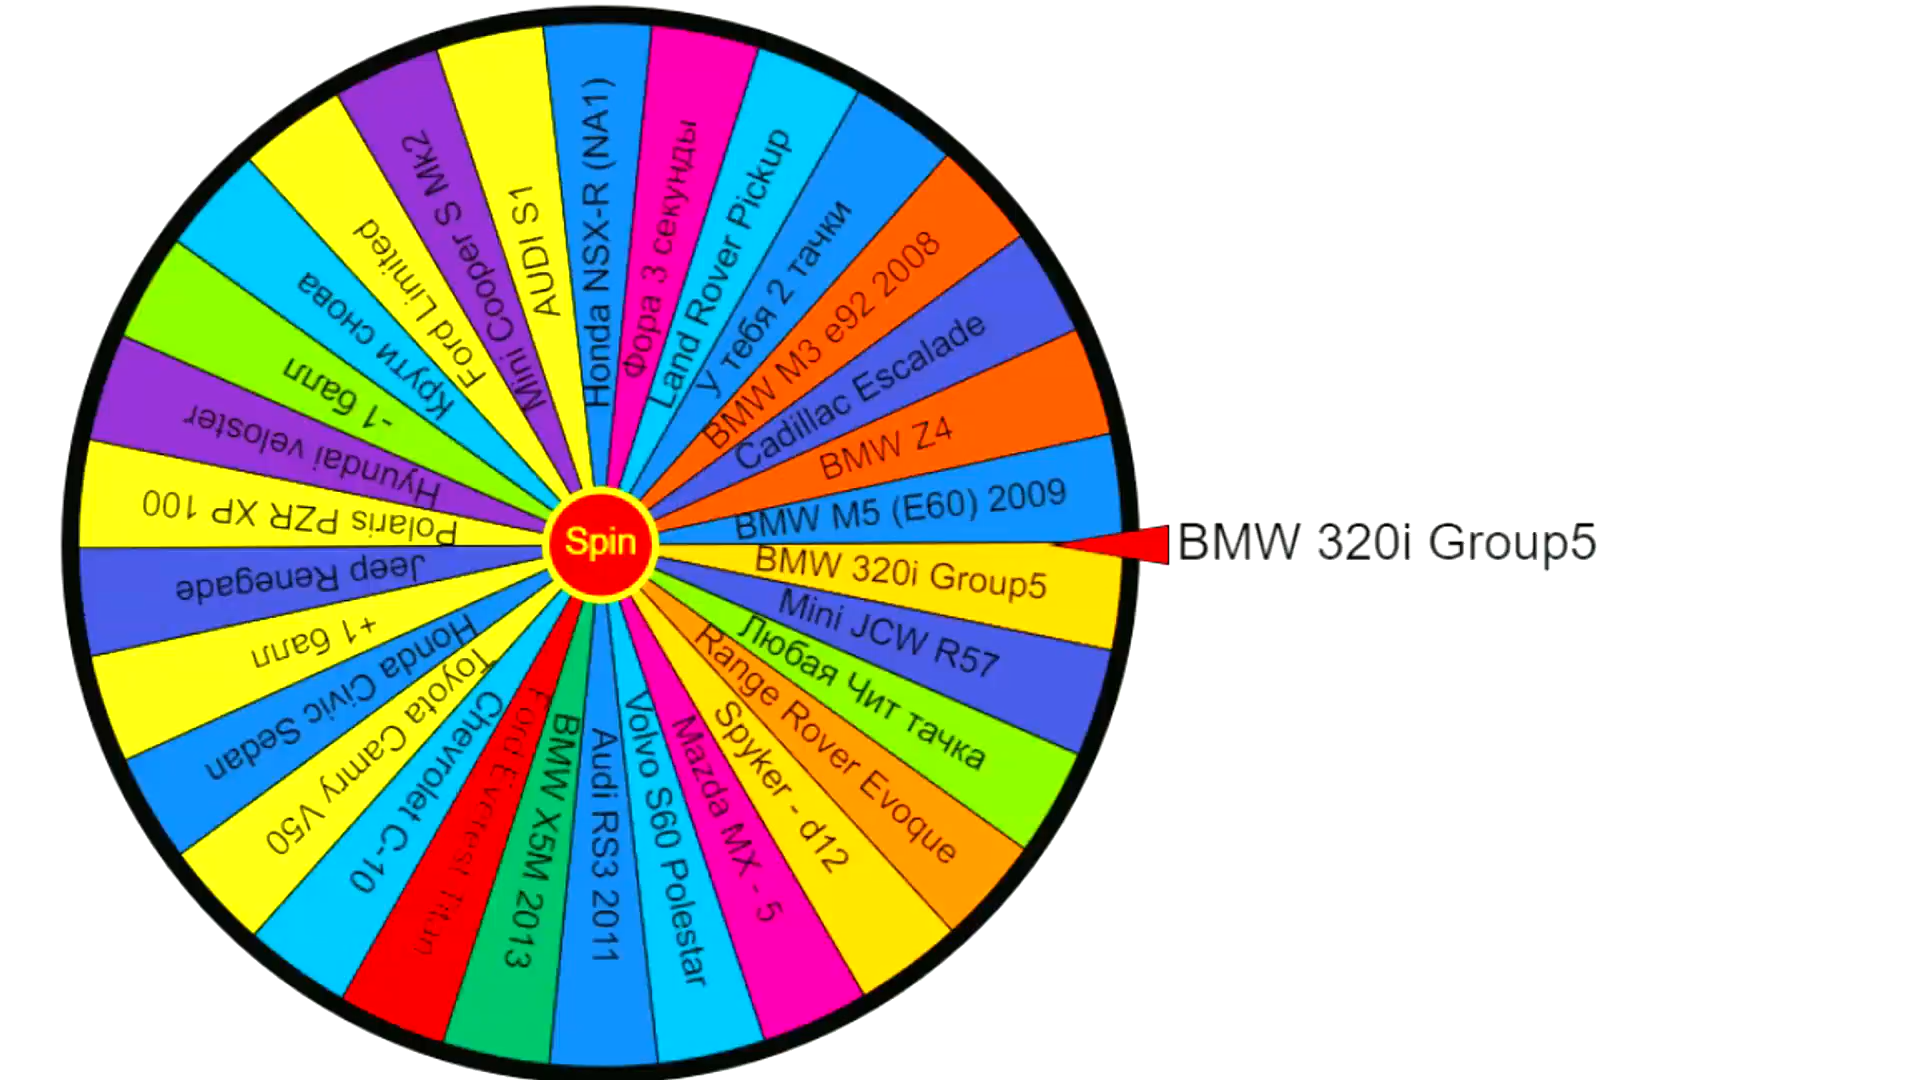 Honda NSX-R (NA1)
Фора 3 секунды
Land Rover Pickup
У тебя 2 тачки
BMW M3 e92 2008
Cadillac Escalade
BMW Z4
BMW M5 (E60) 2009
BMW 320i Group5
Mini JCW R57
Любая Чит тачка
Range Rover Evoque
Spyker - d12
Mazda MX - 5
Volvo S60 Polestar
Audi RS3 2011
BMW X5M 2013
Ford Everest Titan
Chevrolet C-10
Toyota Camry V50
Honda Civic Sedan
+1 балл
Jeep Renegade
Polaris PZR XP 100
Hyundai veloster
-1 балл
Крути снова
Ford Limited
Mini Cooper S Mk2
AUDI S1
Spin
BMW 320i Group5